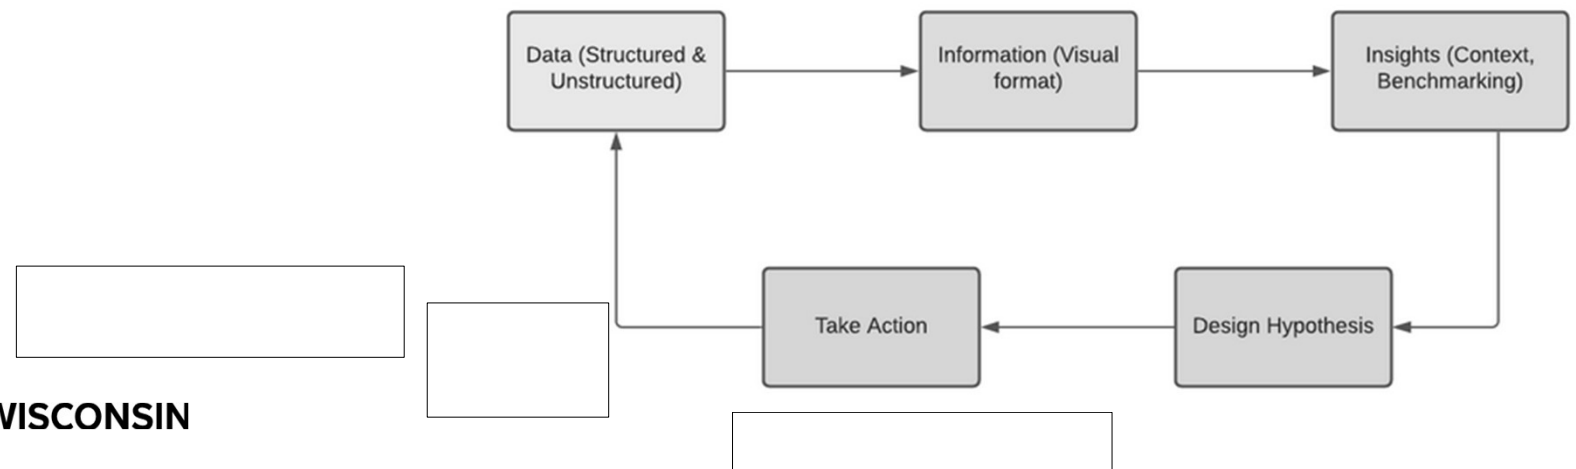 Data (Structured &
Unstructured)
Information (Visual
format)
Insights (Context,
Benchmarking)
Take Action
Design Hypothesis
WISCONSIN